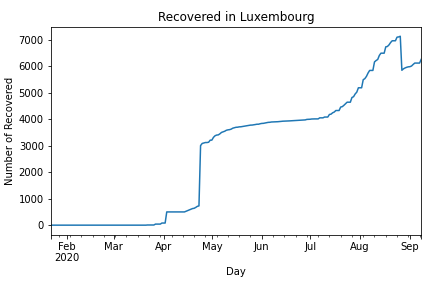 Recovered in Luxembourg
Number of Recovered
7000
6000
5000
4000
3000
2000
1000
0
Feb Mar Apr May Jun Jul Aug Sep
2020
Day